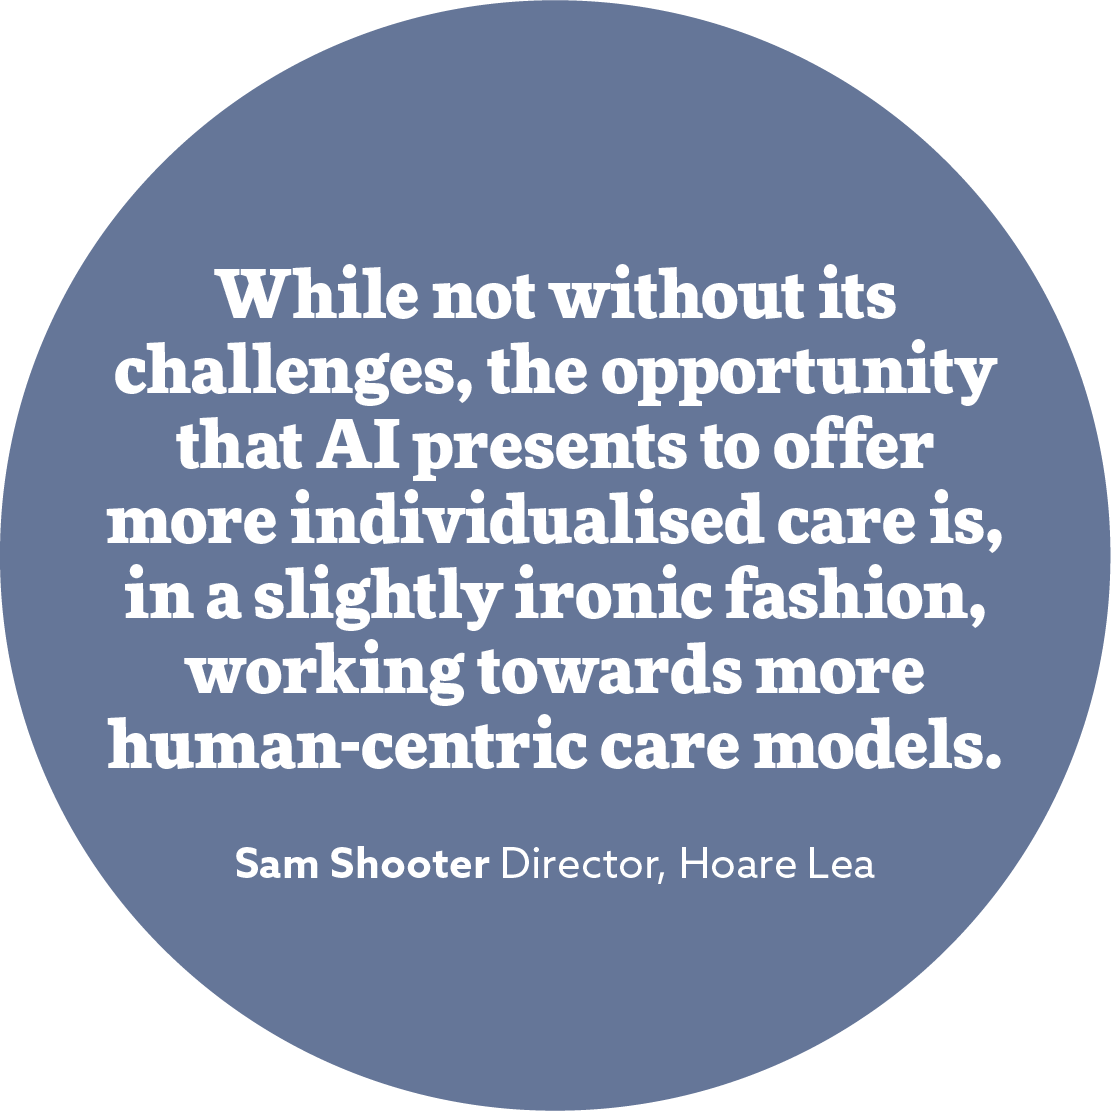 While not without its
challenges, the opportunity
that AI presents to offer
more individualised care is,
in a slightly ironic fashion,
working towards more
human-centric care models.
Sam Shooter Director, Hoare Lea